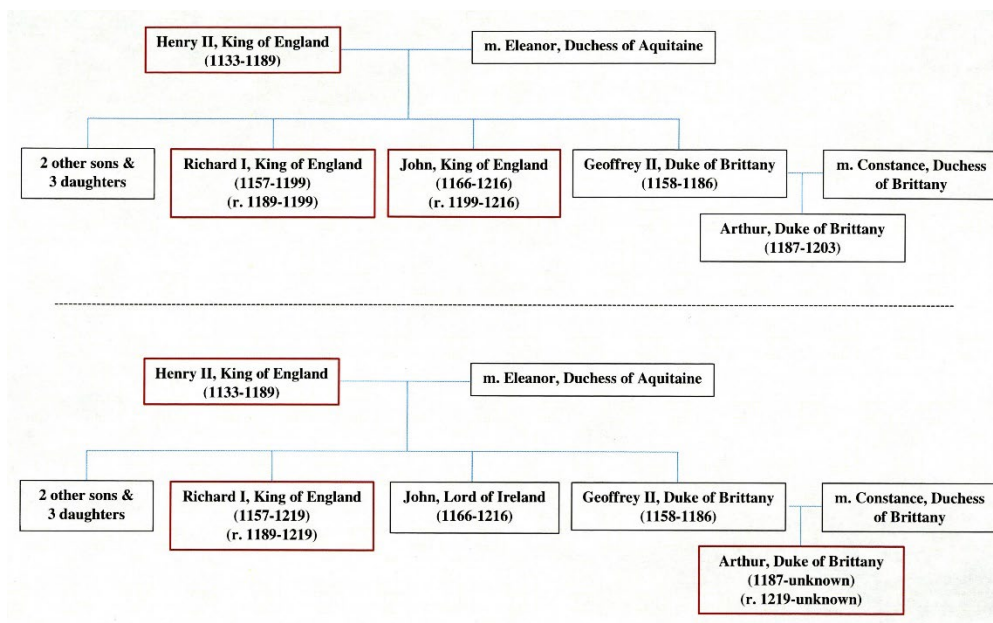 Henry II, King of England
(1133-1189)
m. Eleanor, Duchess of Aquitaine
2 other sons &
3 daughters
Richard I, King of England
(1157-1199)
(r. 1189-1199)
John, King of England
(1166-1216)
(r. 1199-1216)
Geoffrey II, Duke of Brittany
(1158-1186)
m. Constance, Duchess
of Brittany
Arthur, Duke of Brittany
(1187-1203)
Henry II, King of England
(1133-1189)
m. Eleanor, Duchess of Aquitaine
2 other sons &
3 daughters
Richard I, King of England
(1157-1219)
(r. 1189-1219)
John, Lord of Ireland
(1166-1216)
Geoffrey II, Duke of Brittany
(1158-1186)
m. Constance, Duchess
of Brittany
Arthur, Duke of Brittany
(1187-unknown)
(r. 1219-unknown)